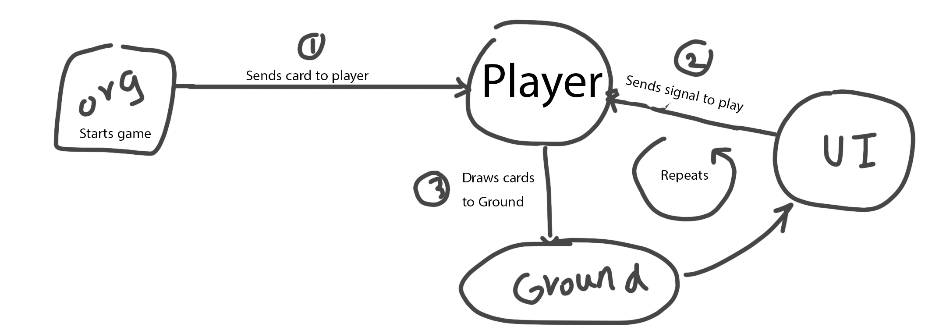 1
Sends card to player
org
Starts game
Player
2
Sends signal to play
UI
Repeats
3
Draws cards
to Ground
Ground